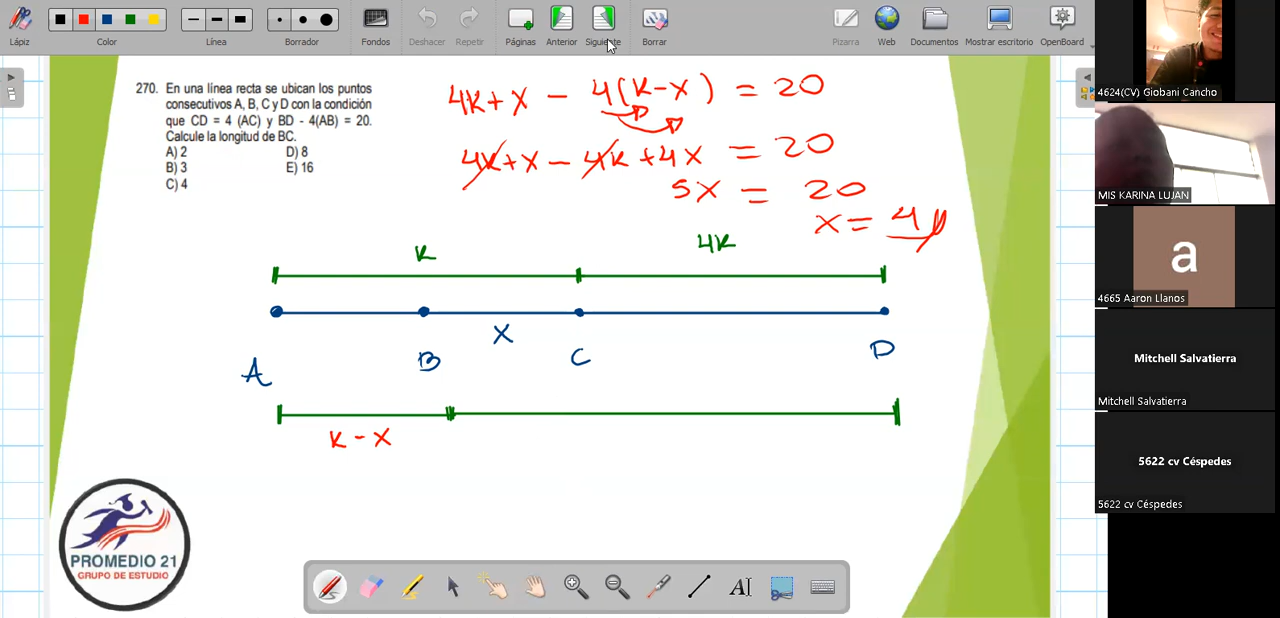 Lápiz
Color
Línea
Borrador
Fondos
Deshacer
Repetir
Páginas
Anterior
Siguiente
Borrar
Pizarra
Web
Documentos
Mostrar escritorio
OpenBoard
270. En una línea recta se ubican los puntos
consecutivos A, B, C y D con la condición
que CD = 4 (AC) y BD - 4(AB) = 20.
Calcule la longitud de BC.
A) 2 D) 8
B) 3 E) 16
C) 4
4K+x - 4(K-x) = 20
4K+x - 4K+4x = 20
5x = 20
x = 4
K 4K
X
A B C D
K - X
PROMEDIO 21
GRUPO DE ESTUDIO
AI
4624(CV) Giobani Cancho
MIS KARINA LUJAN
a
4665 Aaron Llanos
Mitchell Salvatierra
Mitchell Salvatierra
5622 cv Céspedes
5622 cv Céspedes